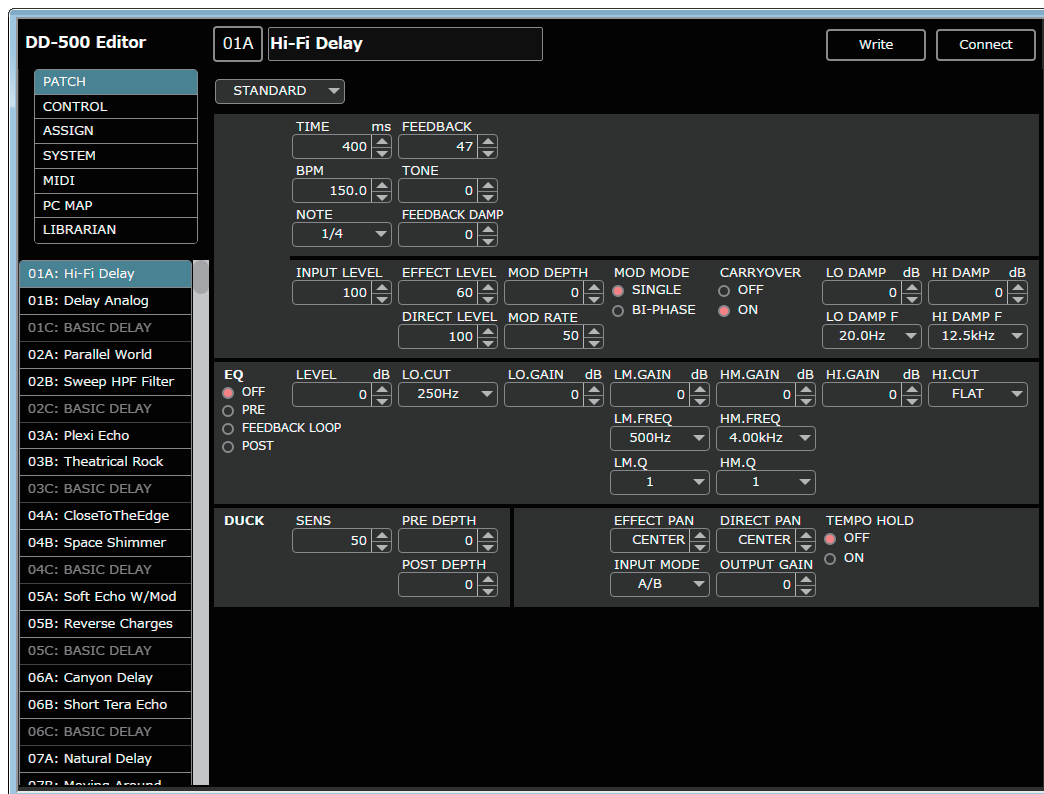 DD-500 Editor
01A
Hi-Fi Delay
Write
Connect
PATCH
CONTROL
ASSIGN
SYSTEM
MIDI
PC MAP
LIBRARIAN
01A: Hi-Fi Delay
01B: Delay Analog
01C: BASIC DELAY
02A: Parallel World
02B: Sweep HPF Filter
02C: BASIC DELAY
03A: Plexi Echo
03B: Theatrical Rock
03C: BASIC DELAY
04A: CloseToTheEdge
04B: Space Shimmer
04C: BASIC DELAY
05A: Soft Echo W/Mod
05B: Reverse Charges
05C: BASIC DELAY
06A: Canyon Delay
06B: Short Tera Echo
06C: BASIC DELAY
07A: Natural Delay
07B: Moving Around
STANDARD
TIME ms FEEDBACK
400 47
BPM TONE
150.0 0
NOTE FEEDBACK DAMP
1/4 0
INPUT LEVEL EFFECT LEVEL MOD DEPTH MOD MODE CARRYOVER LO DAMP dB HI DAMP dB
100 60 0 SINGLE OFF 0 0
BI-PHASE ON
DIRECT LEVEL MOD RATE LO DAMP F HI DAMP F
100 50 20.0Hz 12.5kHz
EQ LEVEL dB LO.CUT LO.GAIN dB LM.GAIN dB HM.GAIN dB HI.GAIN dB HI.CUT
OFF 0 250Hz 0 0 0 0 FLAT
PRE
FEEDBACK LOOP
POST
LM.FREQ HM.FREQ
500Hz 4.00kHz
LM.Q HM.Q
1 1
DUCK SENS PRE DEPTH
50 0
POST DEPTH
0
EFFECT PAN DIRECT PAN TEMPO HOLD
CENTER CENTER OFF
ON
INPUT MODE OUTPUT GAIN
A/B 0